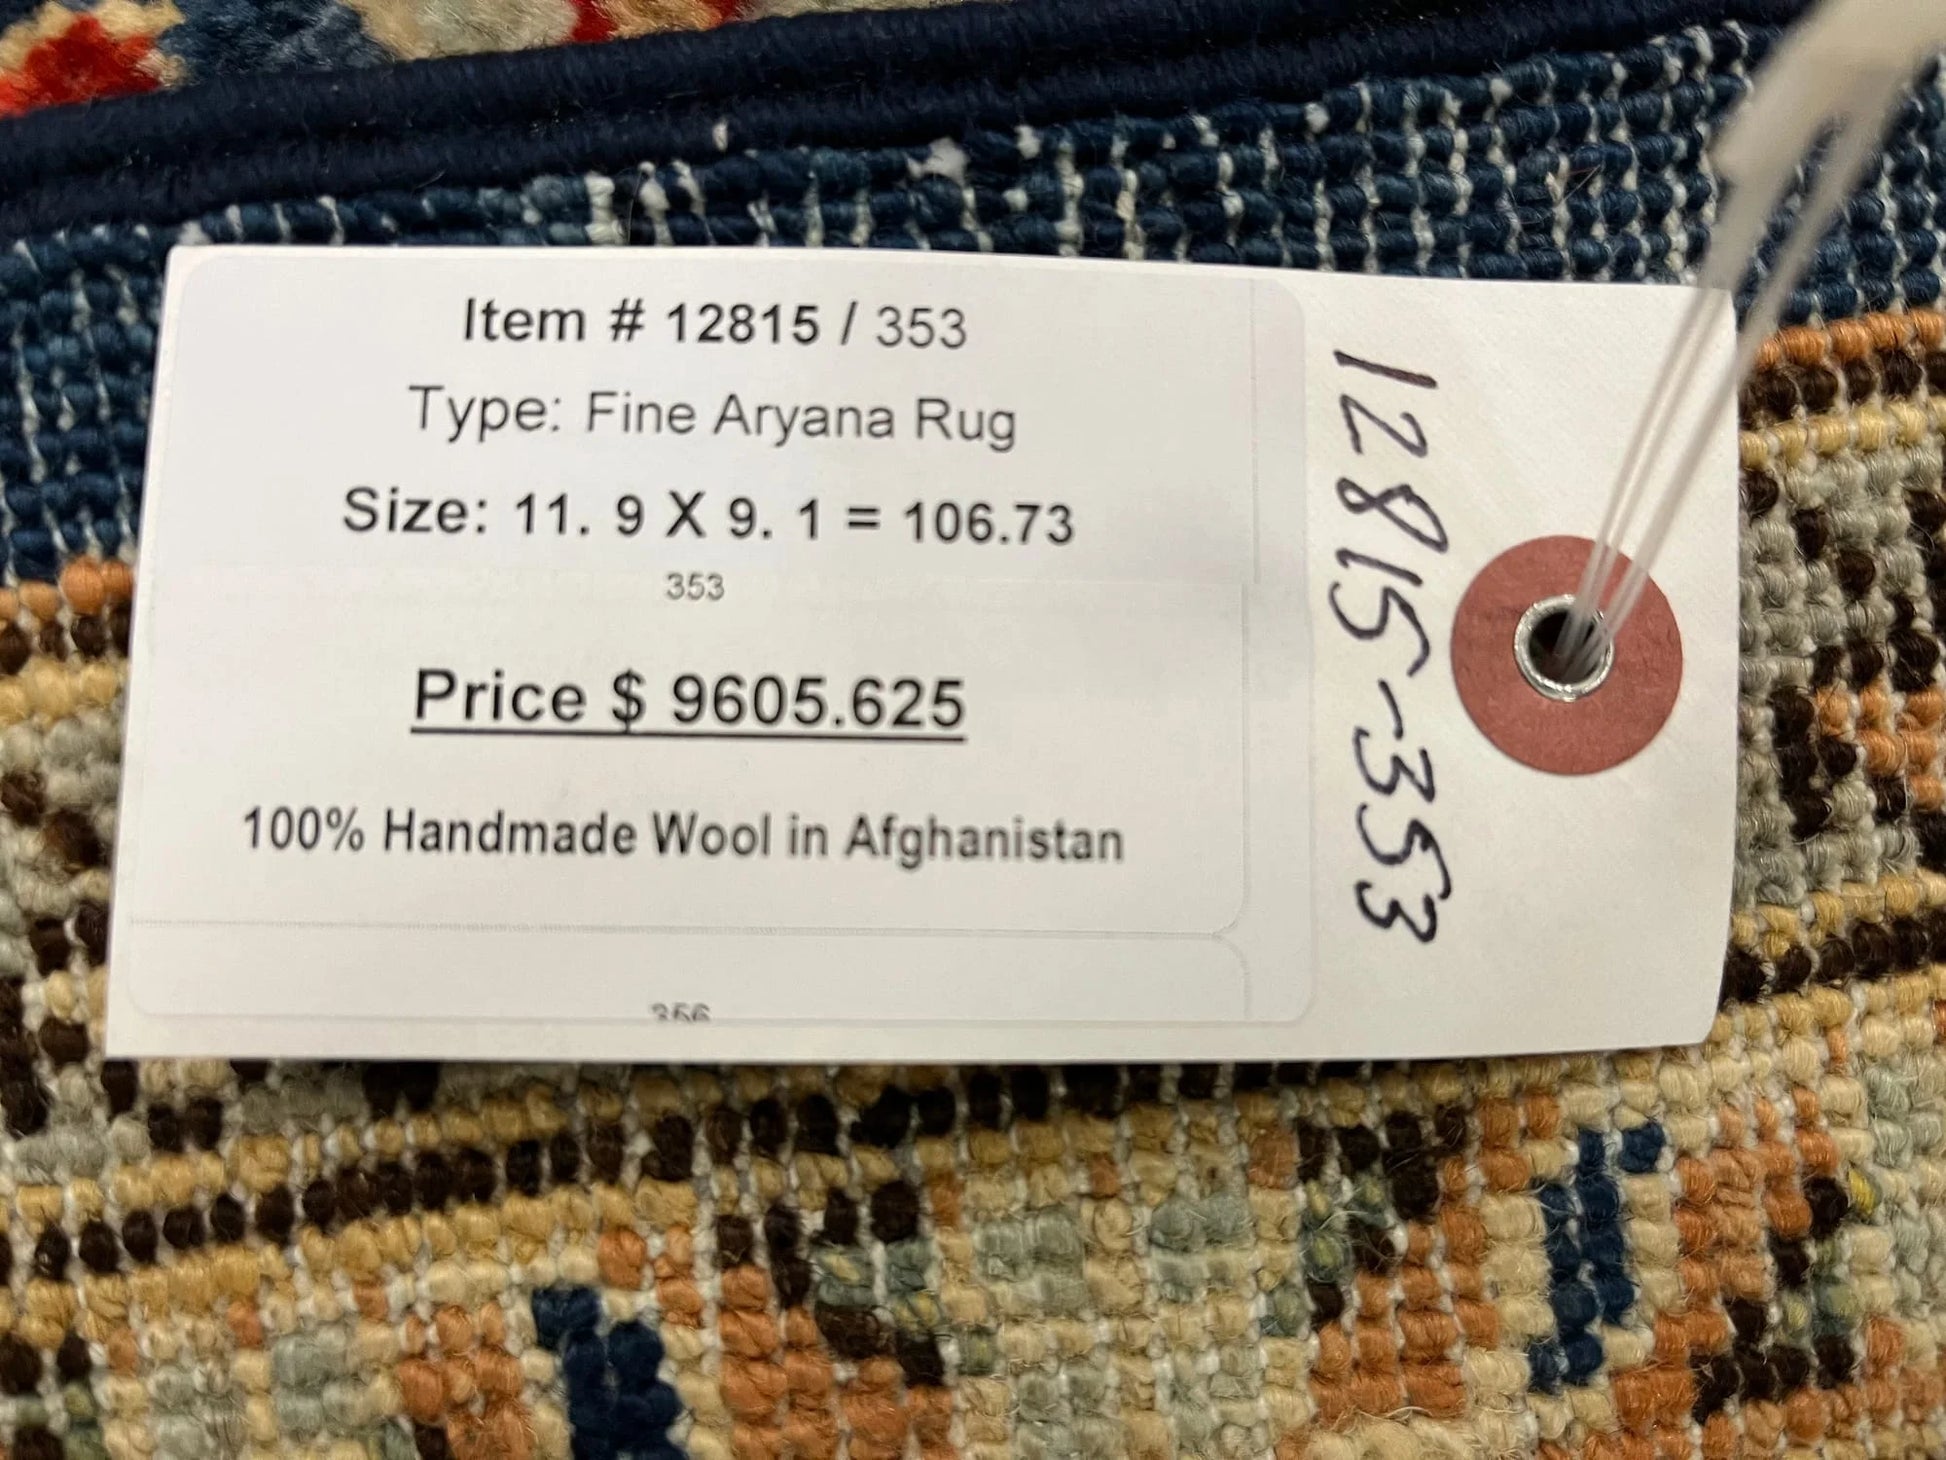 Item # 12815 / 353
Type: Fine Aryana Rug
Size: 11. 9 X 9. 1 = 106.73
353
Price $ 9605.625
100% Handmade Wool in Afghanistan
356
12815-353